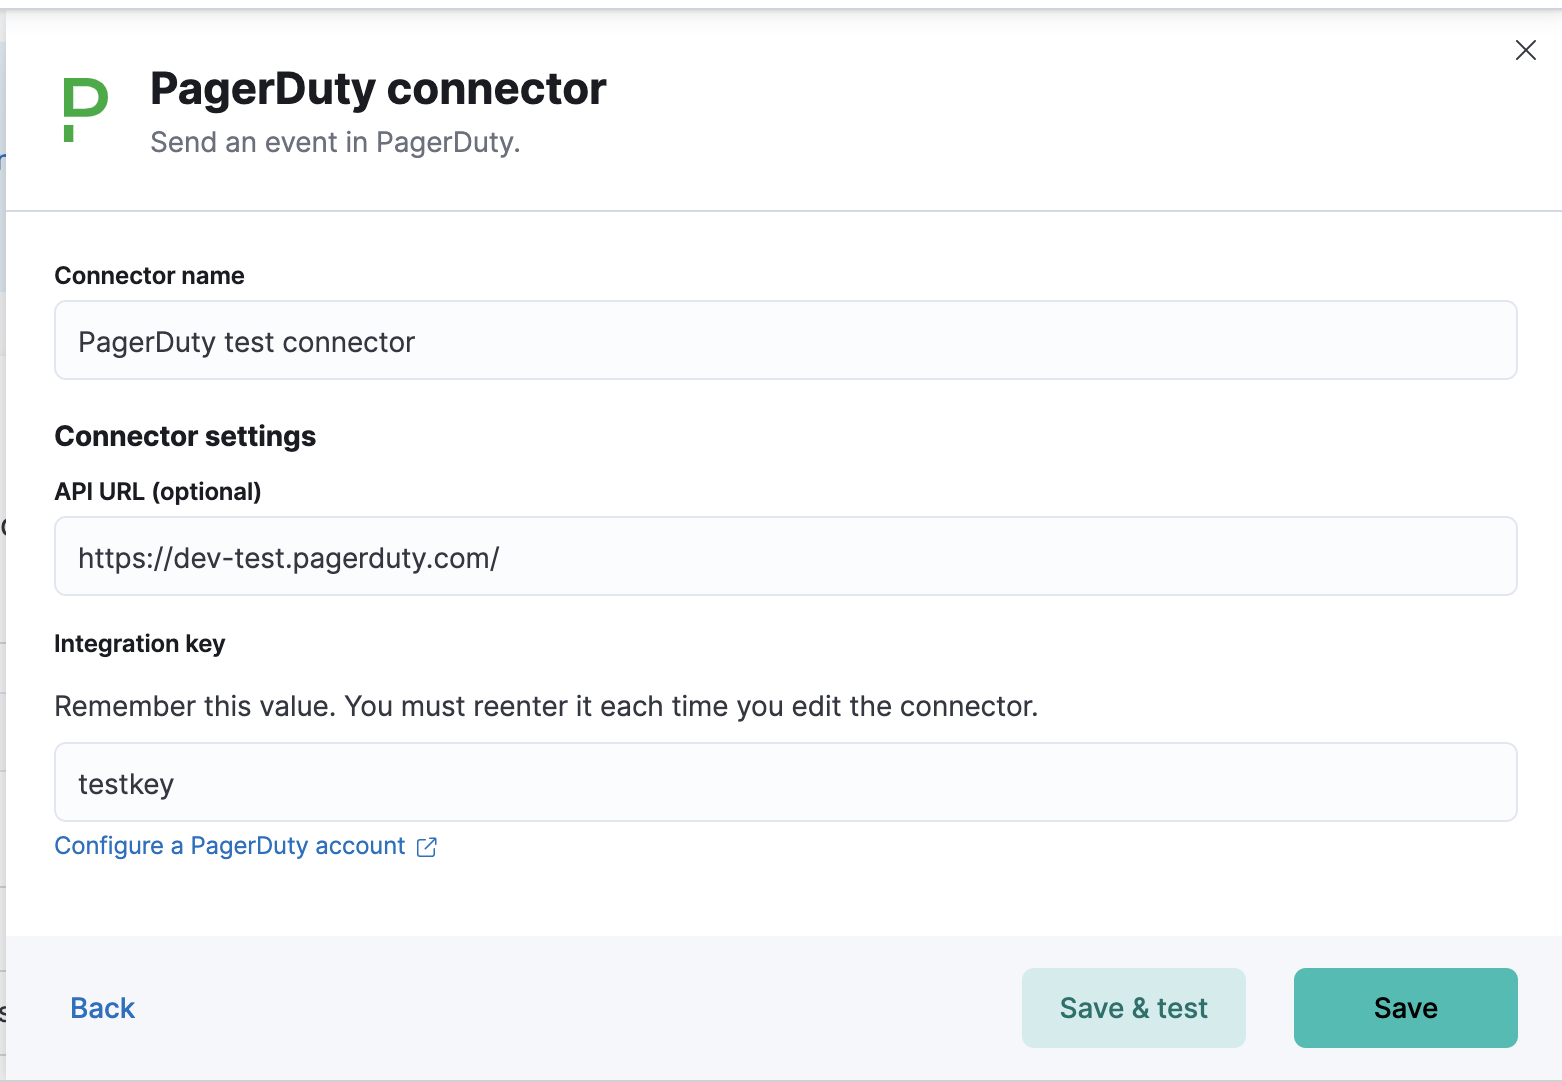 PagerDuty connector
Send an event in PagerDuty.
Connector name
PagerDuty test connector
Connector settings
API URL (optional)
https://dev-test.pagerduty.com/
Integration key
Remember this value. You must reenter it each time you edit the connector.
testkey
Configure a PagerDuty account
Back
Save & test
Save